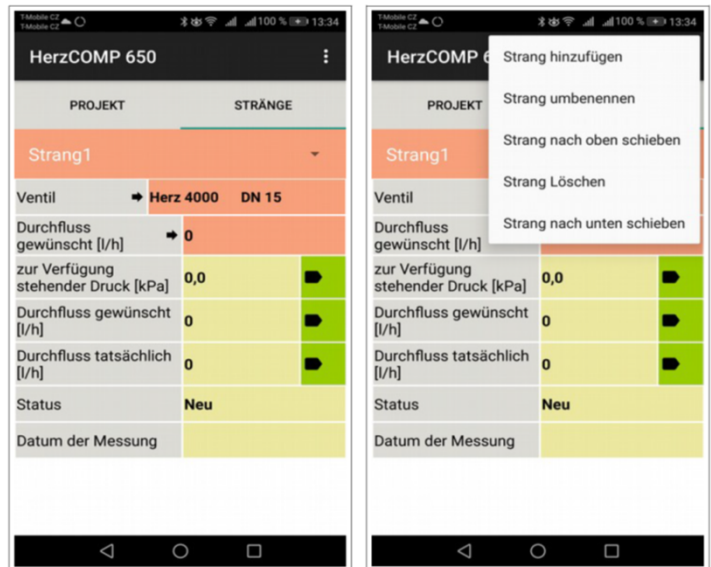 T-Mobile CZ
T-Mobile CZ
100 % 13:34
HerzCOMP 650
PROJEKT STRÄNGE
Strang1
Ventil Herz 4000 DN 15
Durchfluss
gewünscht [l/h] 0
zur Verfügung
stehender Druck [kPa] 0,0
Durchfluss gewünscht
[l/h] 0
Durchfluss tatsächlich
[l/h] 0
Status Neu
Datum der Messung
T-Mobile CZ
T-Mobile CZ
100 % 13:34
HerzCOMP 6
Strang hinzufügen
Strang umbenennen
Strang nach oben schieben
Strang Löschen
Strang nach unten schieben
PROJEKT
Strang1
Ventil
Durchfluss
gewünscht [l/h]
zur Verfügung
stehender Druck [kPa] 0,0
Durchfluss gewünscht
[l/h] 0
Durchfluss tatsächlich
[l/h] 0
Status Neu
Datum der Messung